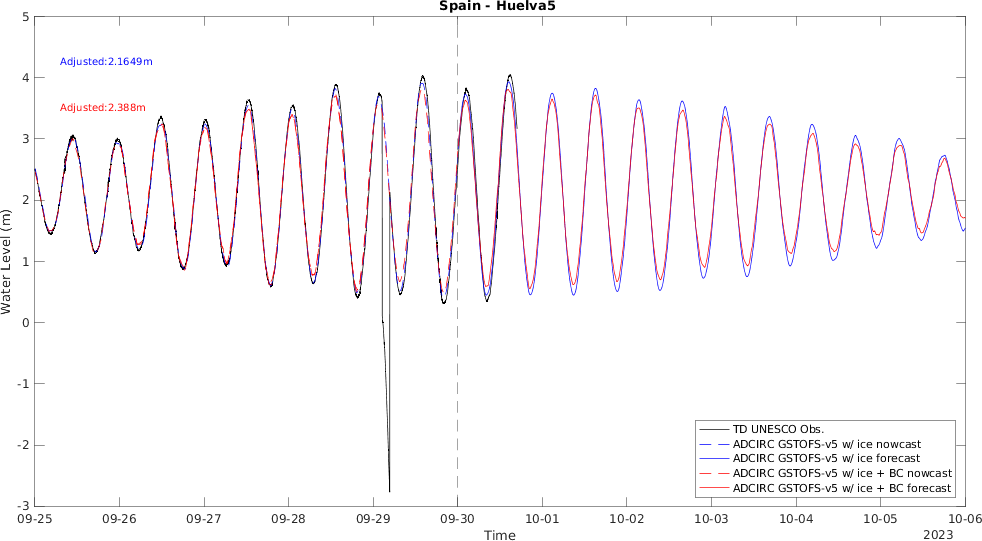 Spain - Huelva5
5
4
3
2
1
0
-1
-2
-3
Water Level (m)
Adjusted:2.1649m
Adjusted:2.388m
TD UNESCO Obs.
ADCIRC GSTOFS-v5 w/ ice nowcast
ADCIRC GSTOFS-v5 w/ ice forecast
ADCIRC GSTOFS-v5 w/ ice + BC nowcast
ADCIRC GSTOFS-v5 w/ ice + BC forecast
09-25 09-26 09-27 09-28 09-29 09-30 10-01 10-02 10-03 10-04 10-05 10-06
Time
2023